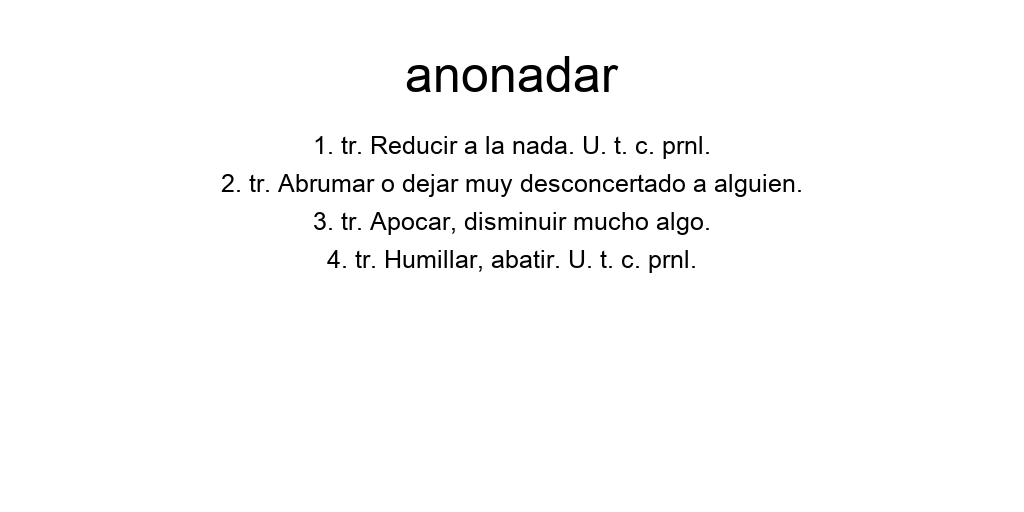 anonadar
1. tr. Reducir a la nada. U. t. c. prnl.
2. tr. Abrumar o dejar muy desconcertado a alguien.
3. tr. Apocar, disminuir mucho algo.
4. tr. Humillar, abatir. U. t. c. prnl.